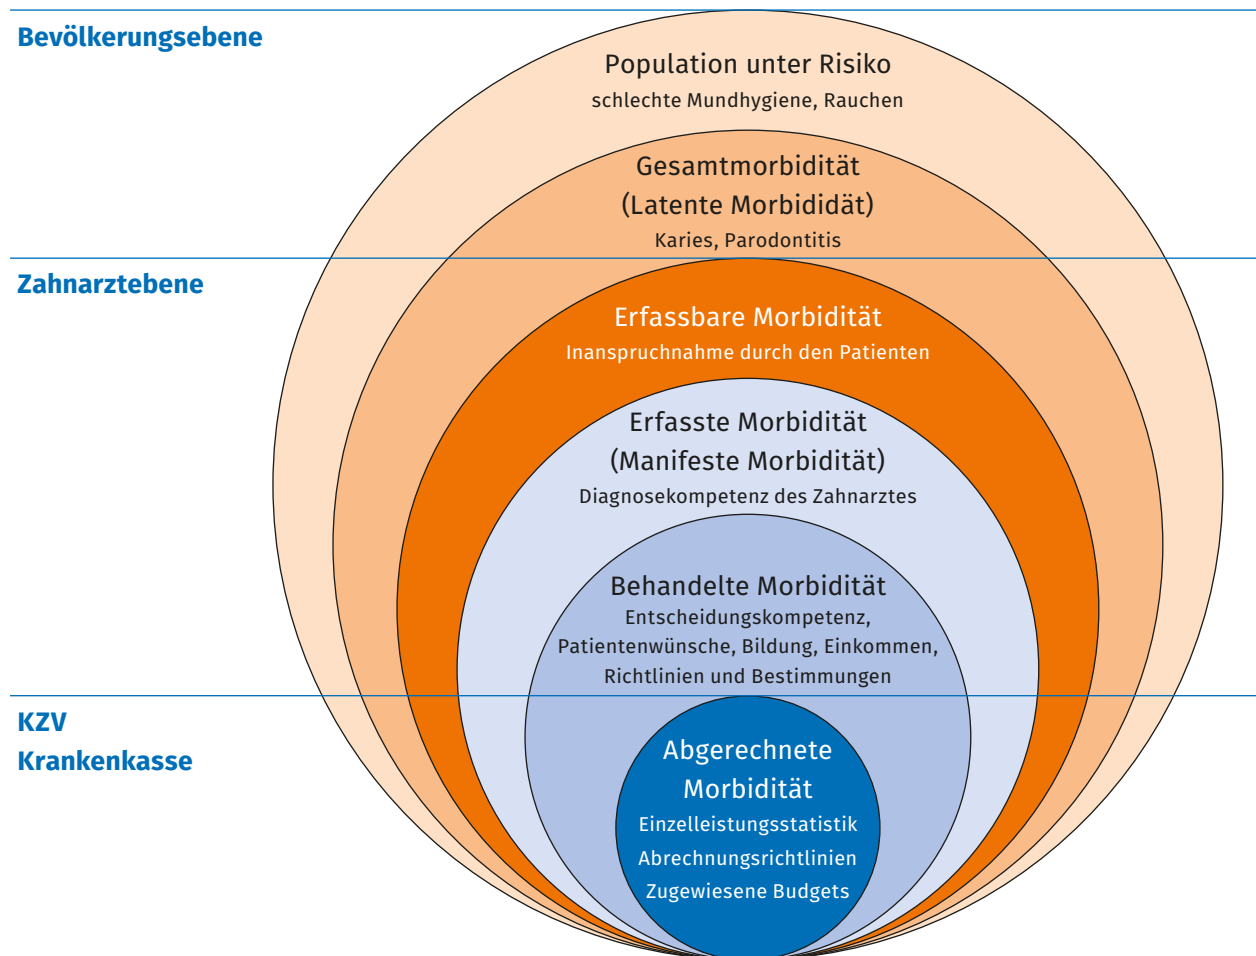 Bevölkerungsebene
Population unter Risiko
schlechte Mundhygiene, Rauchen
Gesamtmorbidität
(Latente Morbididät)
Karies, Parodontitis
Zahnarztebene
Erfassbare Morbidität
Inanspruchnahme durch den Patienten
Erfasste Morbidität
(Manifeste Morbidität)
Diagnosekompetenz des Zahnarztes
Behandelte Morbidität
Entscheidungskompetenz,
Patientenwünsche, Bildung, Einkommen,
Richtlinien und Bestimmungen
KZV
Krankenkasse
Abgerechnete
Morbidität
Einzelleistungsstatistik
Abrechnungsrichtlinien
Zugewiesene Budgets